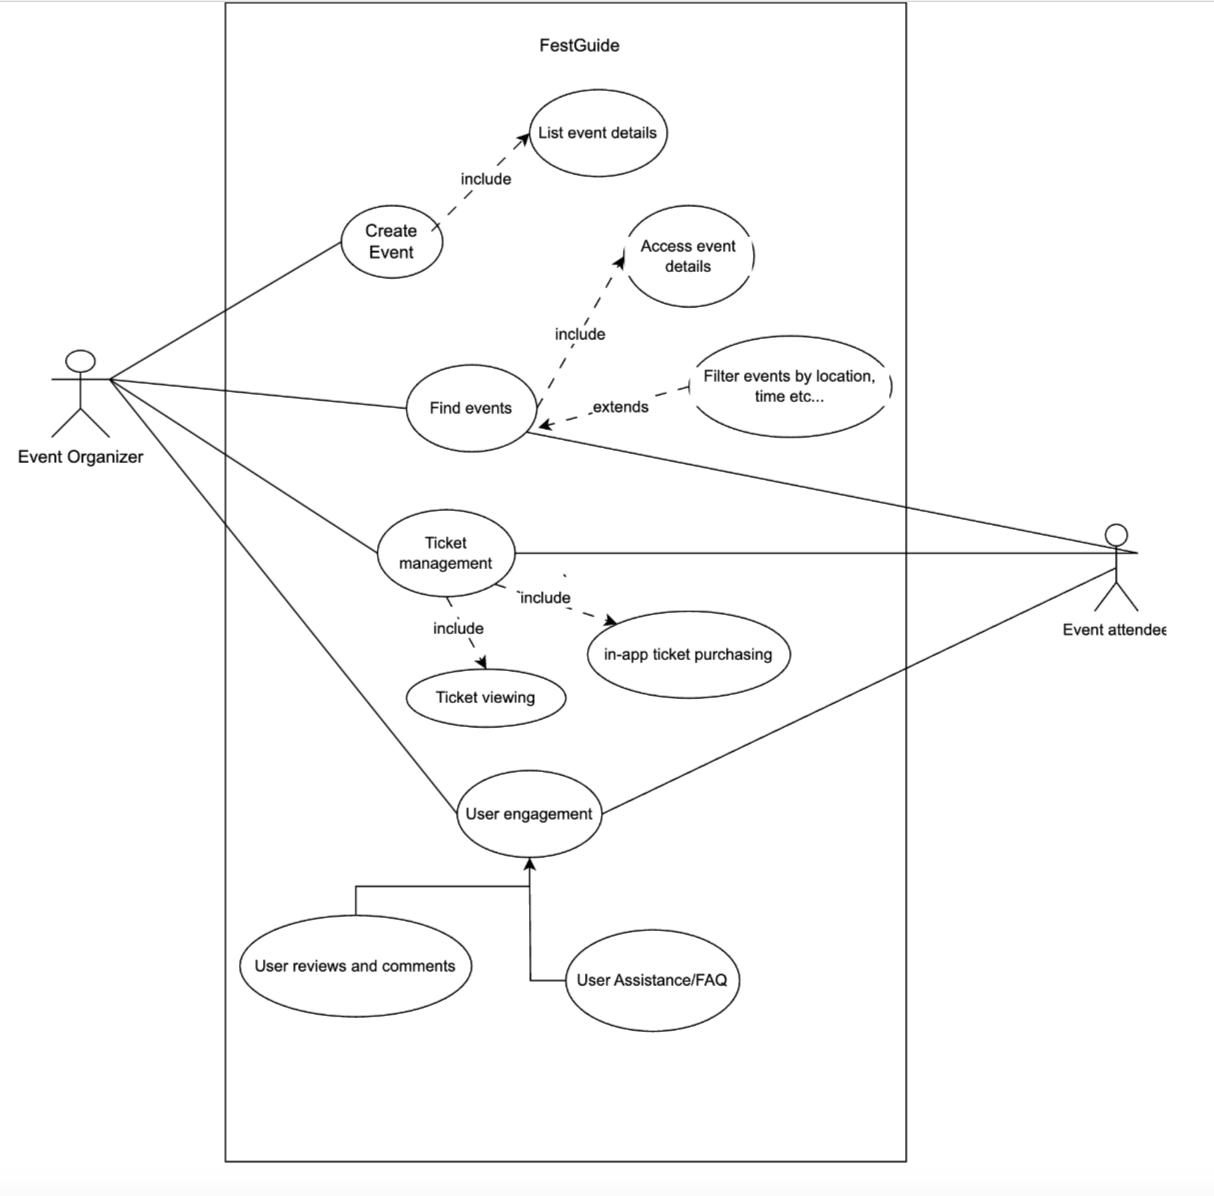 FestGuide
List event details
include
Create
Event
Access event
details
include
Filter events by location,
time etc...
extends
Find events
Event Organizer
Ticket
management
include
include
in-app ticket purchasing
Ticket viewing
Event attendee
User engagement
User reviews and comments
User Assistance/FAQ